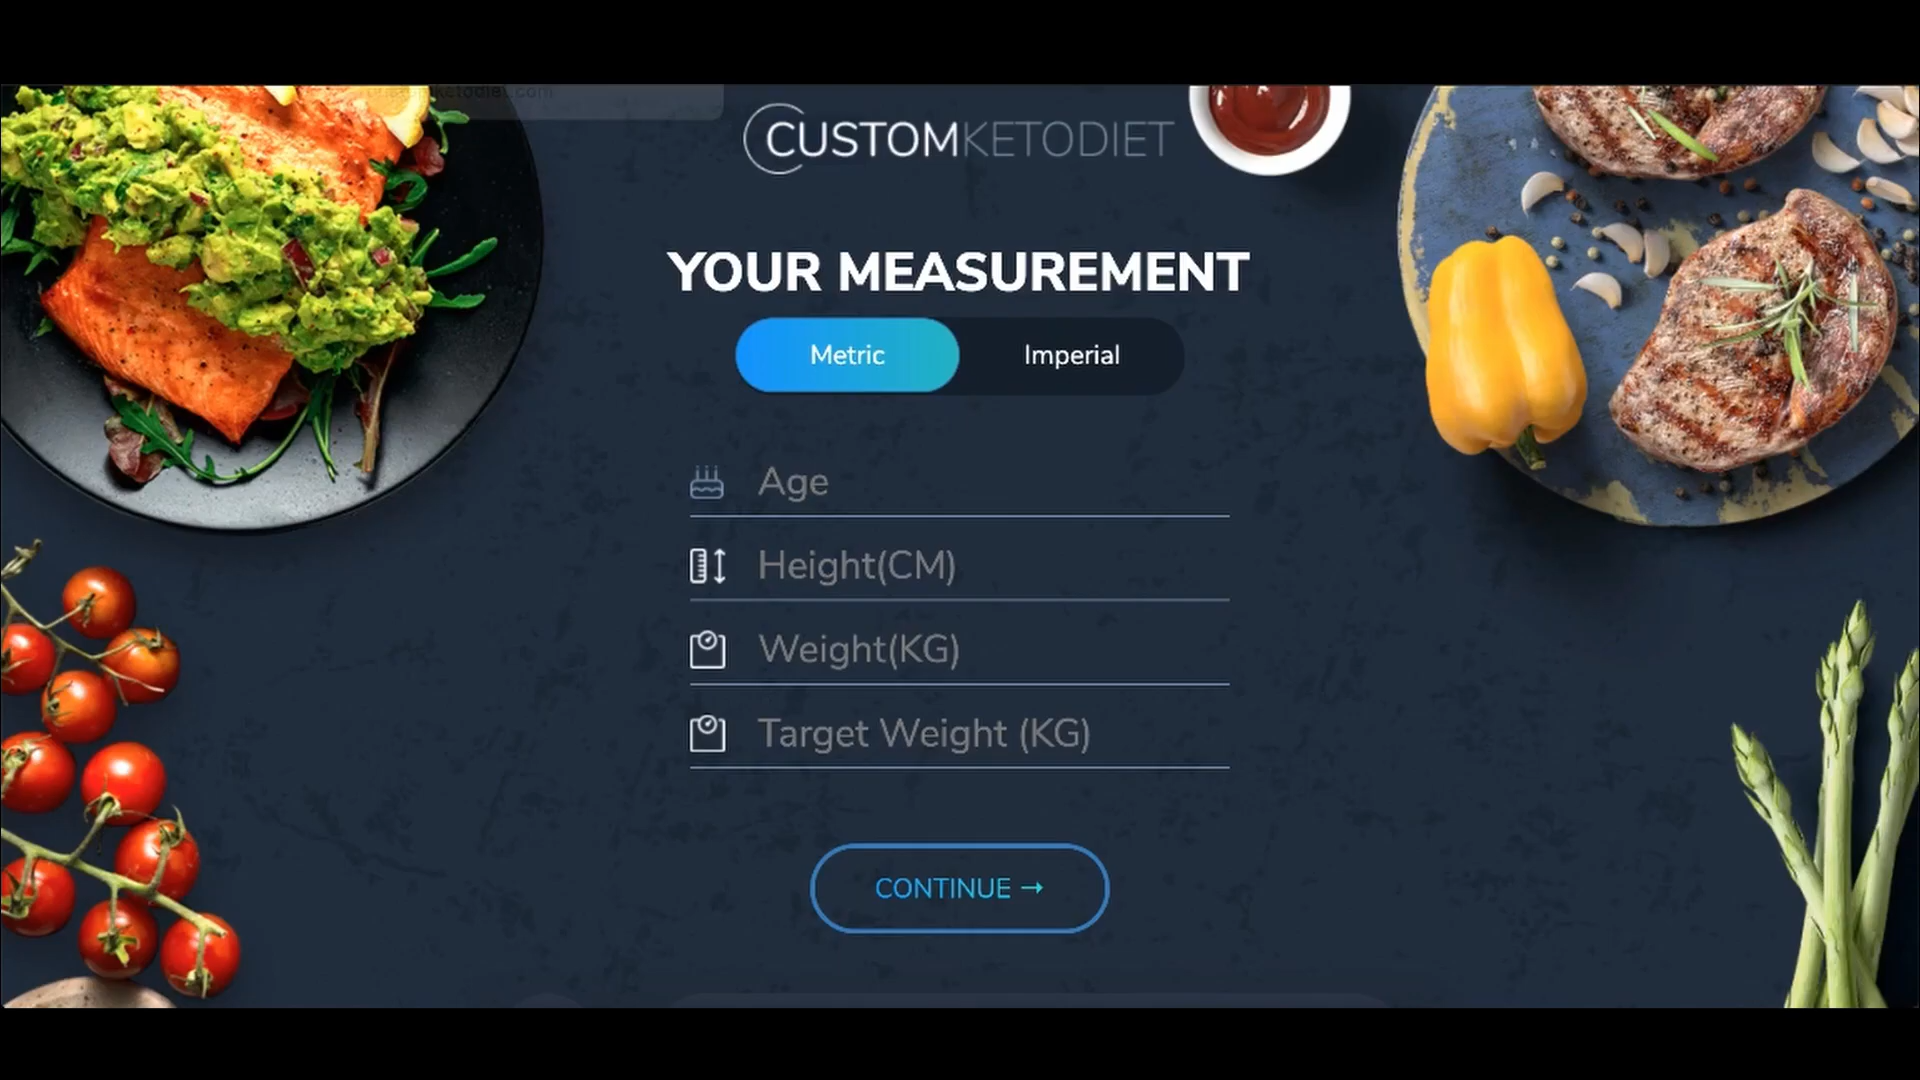 CUSTOMKETODIET
YOUR MEASUREMENT
Metric
Imperial
Age
Height(CM)
Weight(KG)
Target Weight (KG)
CONTINUE →